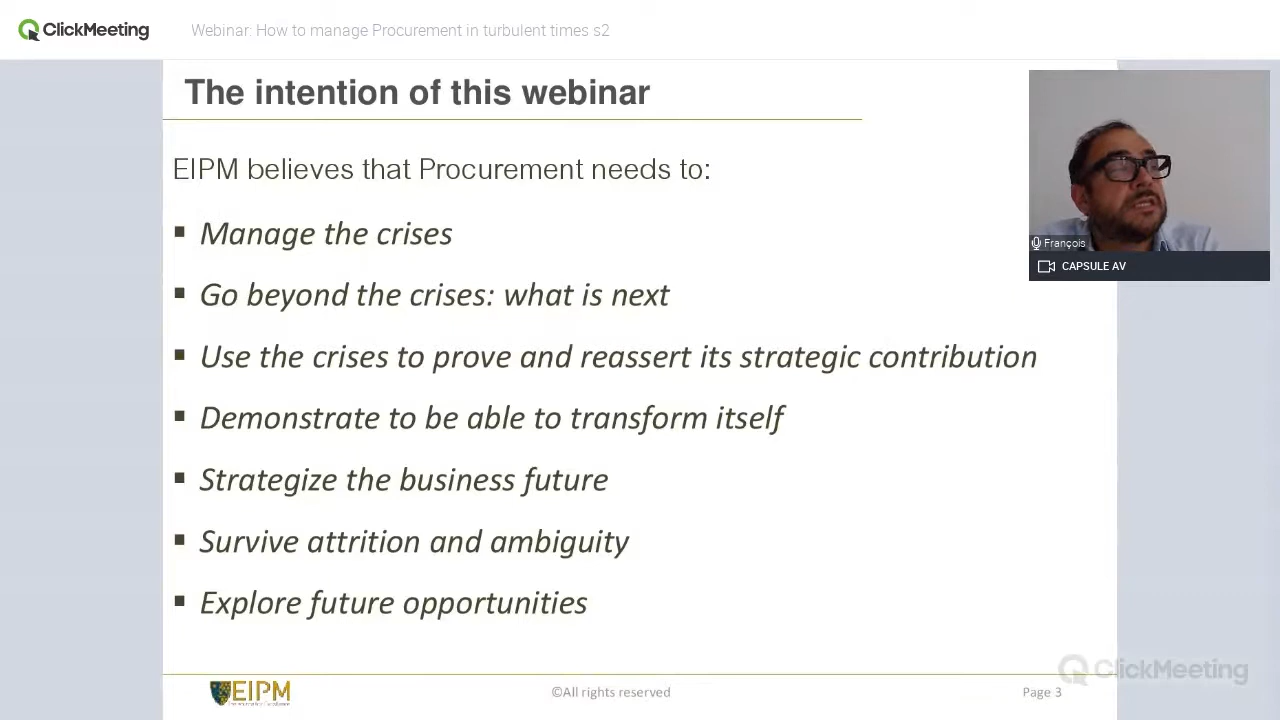 ClickMeeting
Webinar: How to manage Procurement in turbulent times s2
The intention of this webinar
EIPM believes that Procurement needs to:
▪ Manage the crises
▪ Go beyond the crises: what is next
▪ Use the crises to prove and reassert its strategic contribution
▪ Demonstrate to be able to transform itself
▪ Strategize the business future
▪ Survive attrition and ambiguity
▪ Explore future opportunities
François
CAPSULE AV
EIPM
©All rights reserved
Page 3
ClickMeeting